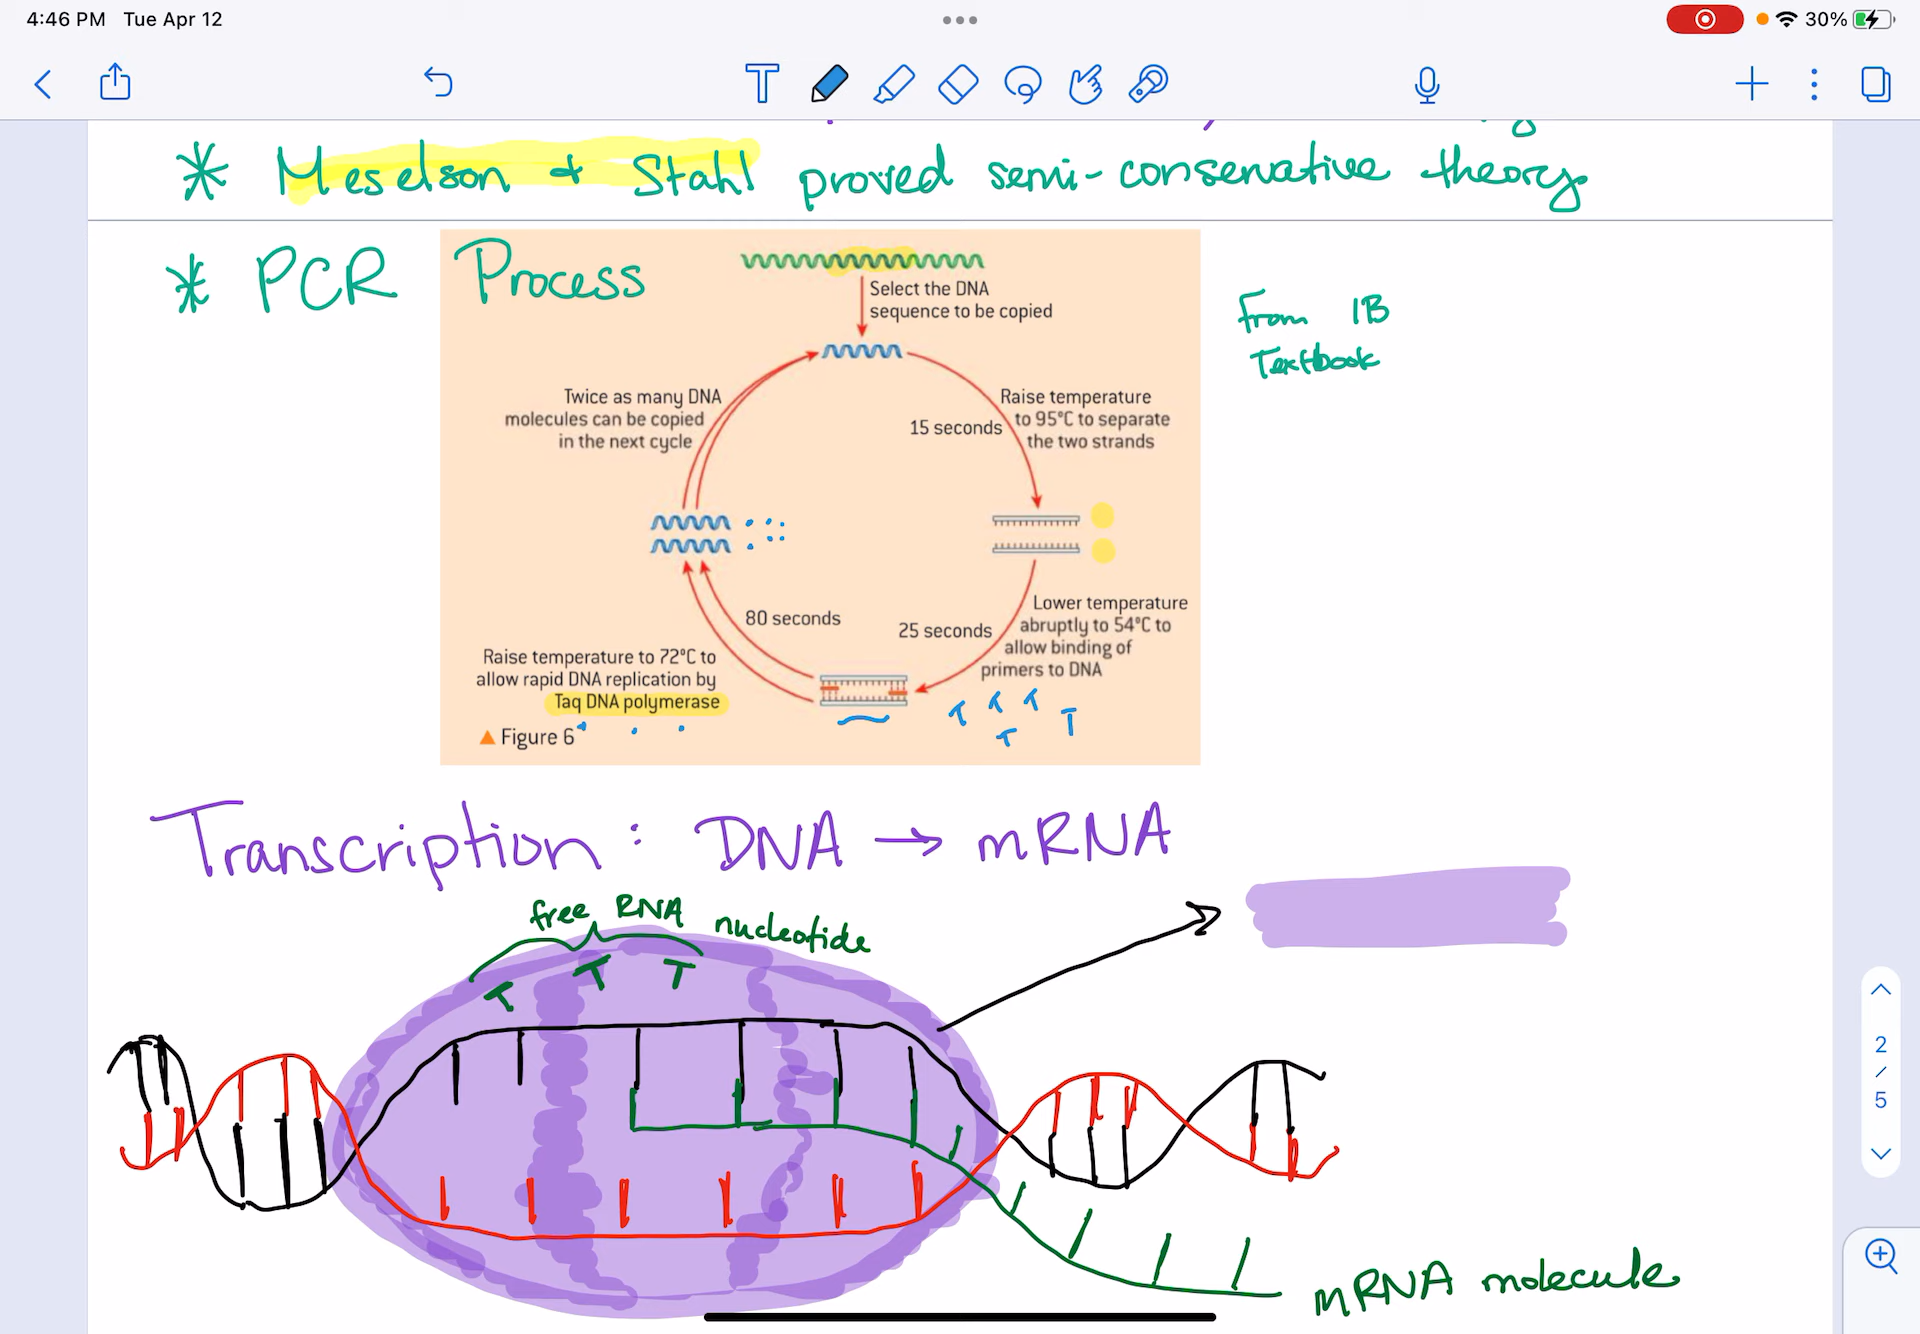 4:46 PM Tue Apr 12
30%
* Meselson & Stahl proved semi-conservative theory
* PCR Process
Select the DNA
sequence to be copied
From IB
Textbook
Twice as many DNA
molecules can be copied
in the next cycle
15 seconds
Raise temperature
to 95°C to separate
the two strands
80 seconds
25 seconds
Lower temperature
abruptly to 54°C to
allow binding of
primers to DNA
Raise temperature to 72°C to
allow rapid DNA replication by
Taq DNA polymerase
▲ Figure 6
Transcription: DNA → mRNA
free RNA nucleotide
mRNA molecule
2
/
5